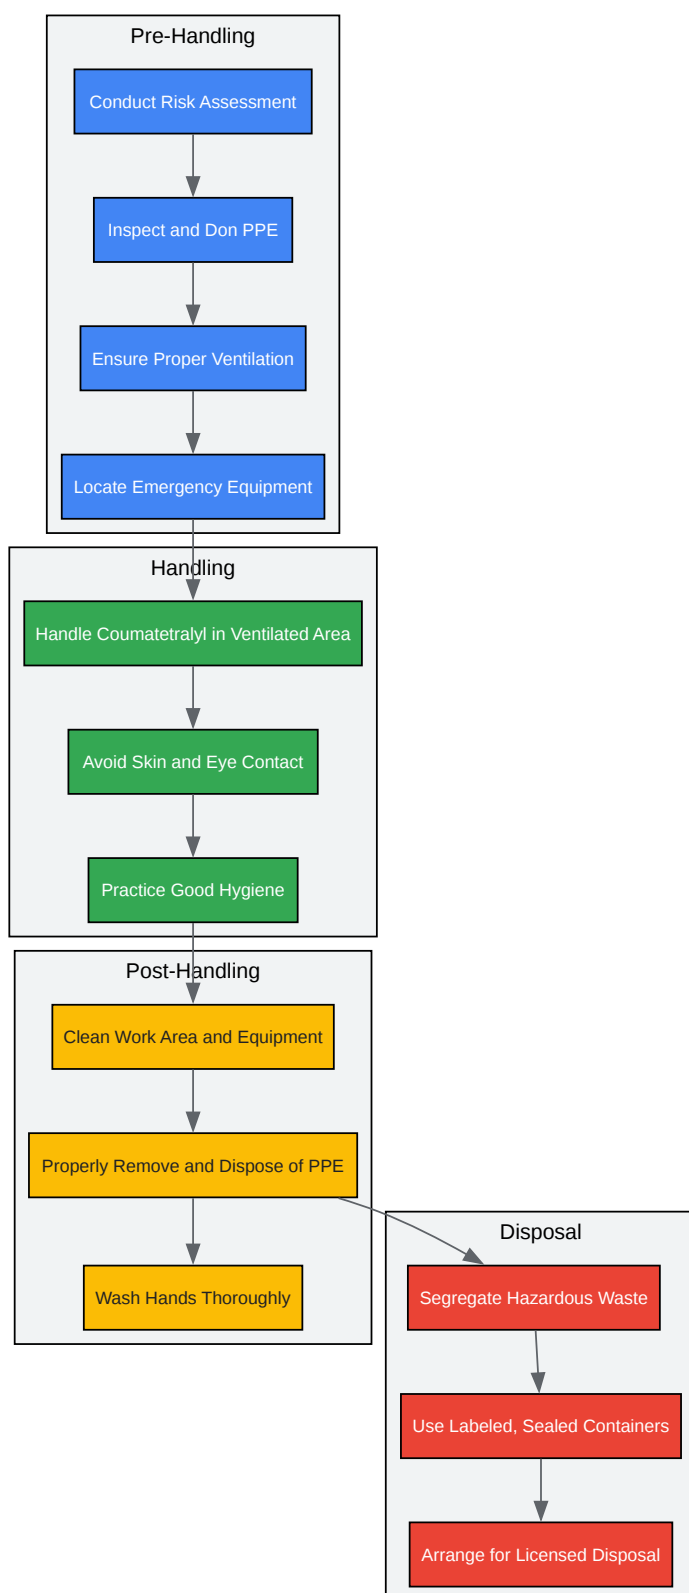 Pre-Handling
Conduct Risk Assessment
Inspect and Don PPE
Ensure Proper Ventilation
Locate Emergency Equipment
Handling
Handle Coumatetralyl in Ventilated Area
Avoid Skin and Eye Contact
Practice Good Hygiene
Post-Handling
Clean Work Area and Equipment
Properly Remove and Dispose of PPE
Wash Hands Thoroughly
Disposal
Segregate Hazardous Waste
Use Labeled, Sealed Containers
Arrange for Licensed Disposal